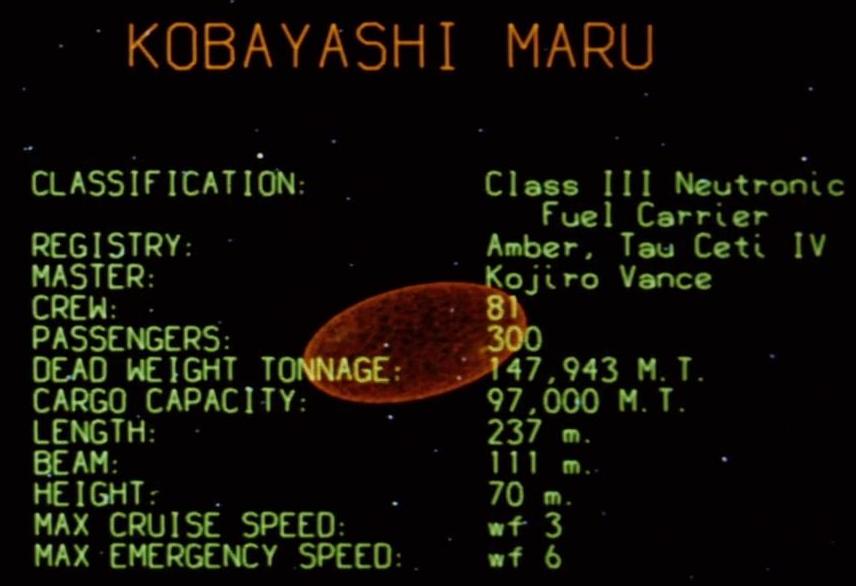 KOBAYASHI MARU
CLASSIFICATION: Class III Neutronic
Fuel Carrier
REGISTRY: Amber, Tau Ceti IV
MASTER: Kojiro Vance
CREW: 81
PASSENGERS: 300
DEAD WEIGHT TONNAGE: 147,943 M.T.
CARGO CAPACITY: 97,000 M.T.
LENGTH: 237 m.
BEAM: 111 m.
HEIGHT: 70 m.
MAX CRUISE SPEED: wf 3
MAX EMERGENCY SPEED: wf 6